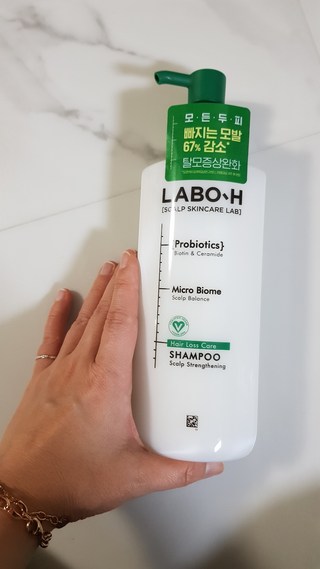 모·든·두·피
빠지는 모발
67% 감소*
탈모증상완화
LABO-H
[SCALP SKINCARE LAB]
{Probiotics}
Biotin & Ceramide
Micro Biome
Scalp Balance
Hair Loss Care
SHAMPOO
Scalp Strengthening